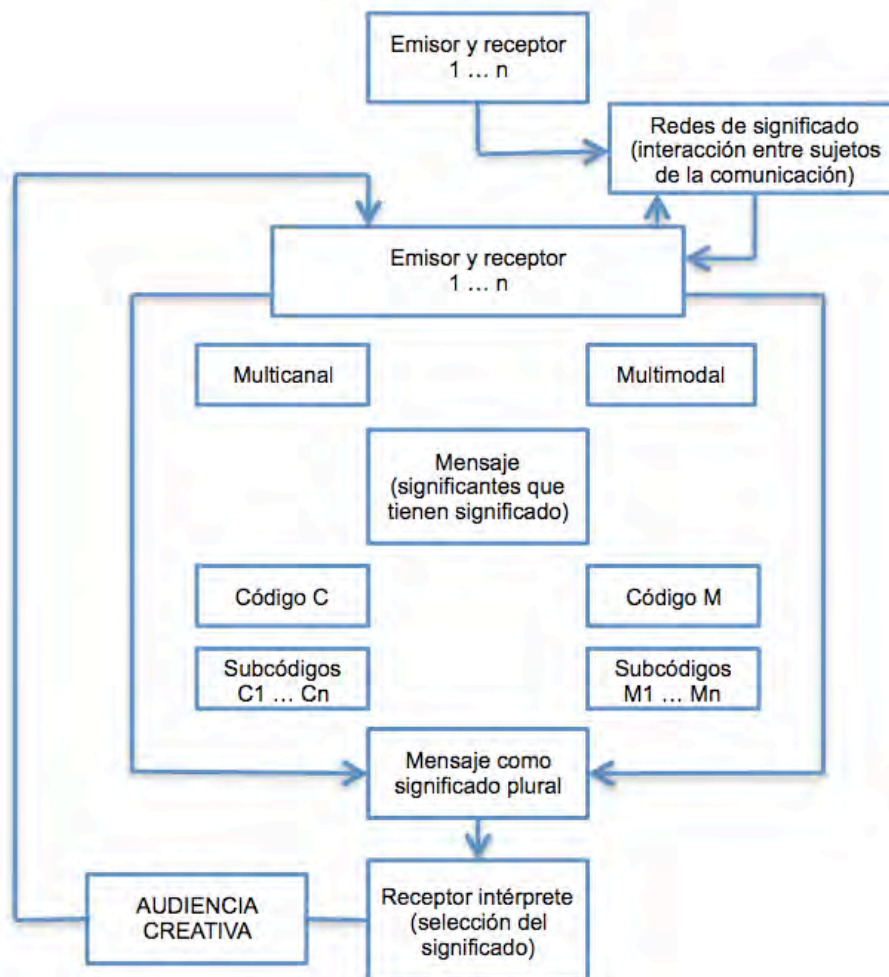 Emisor y receptor
1 ... n
Redes de significado
(interacción entre sujetos
de la comunicación)
Emisor y receptor
1 ... n
Multicanal
Multimodal
Mensaje
(significantes que
tienen significado)
Código C
Código M
Subcódigos
C1 ... Cn
Subcódigos
M1 ... Mn
Mensaje como
significado plural
AUDIENCIA
CREATIVA
Receptor intérprete
(selección del
significado)